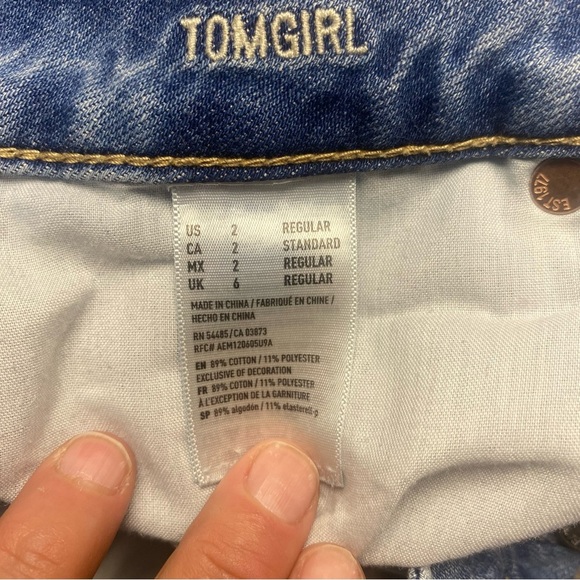 TOMGIRL
EST 1977
US 2 REGULAR
CA 2 STANDARD
MX 2 REGULAR
UK 6 REGULAR
MADE IN CHINA / FABRIQUÉ EN CHINE /
HECHO EN CHINA
RN 54485/CA 03873
RFC# AEM120605U9A
EN 89% COTTON / 11% POLYESTER
EXCLUSIVE OF DECORATION
FR 89% COTON / 11% POLYESTER
À L'EXCEPTION DE LA GARNITURE
SP 89% algodón / 11% elasterell-p